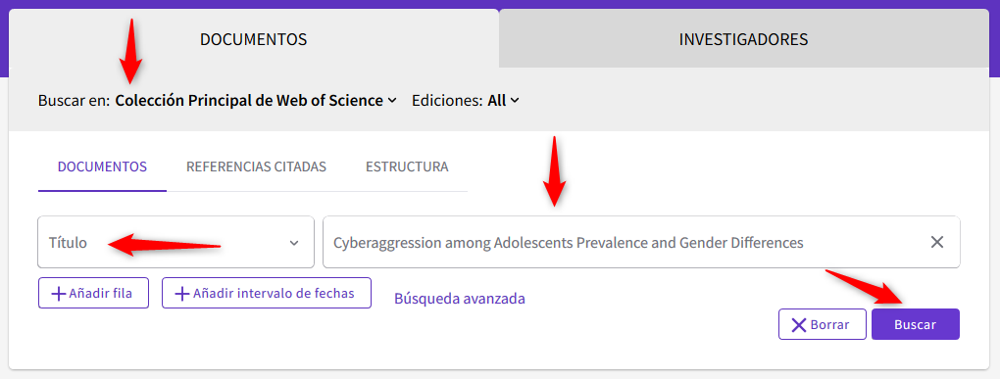 DOCUMENTOS INVESTIGADORES
Buscar en: Colección Principal de Web of Science Ediciones: All
DOCUMENTOS REFERENCIAS CITADAS ESTRUCTURA
Título Cyberaggression among Adolescents Prevalence and Gender Differences
Añadir fila Añadir intervalo de fechas Búsqueda avanzada
Borrar Buscar